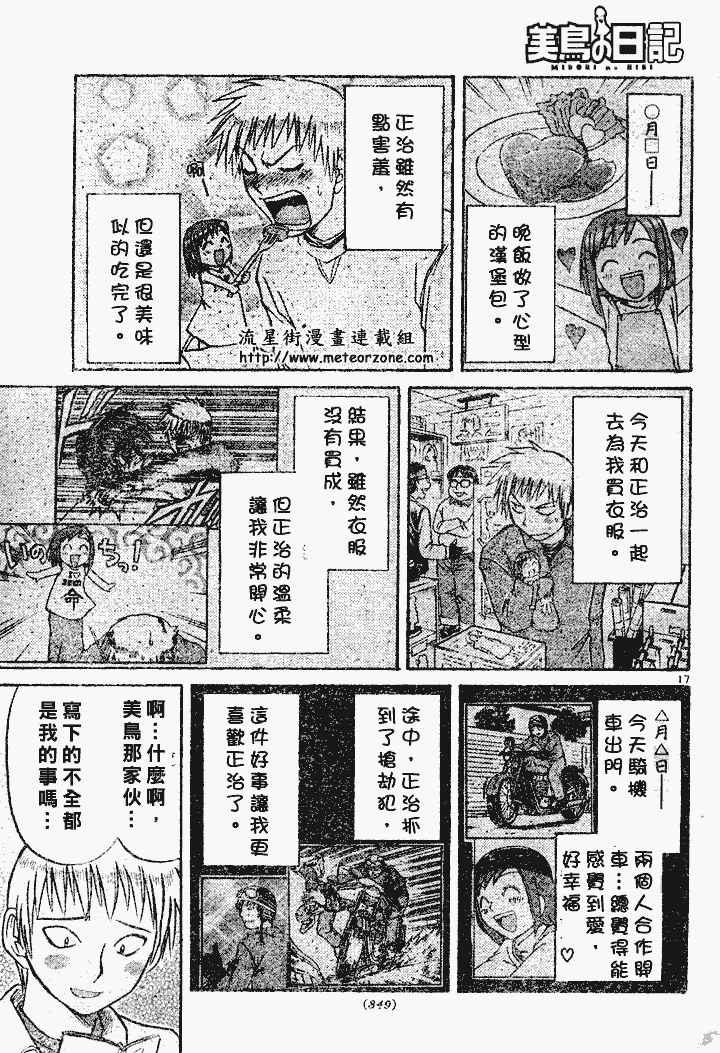 美鳥の日記
MIDORI no HIBI
○月□日——
晚飯做了心型
的漢堡包。
正治雖然有
點害羞，
但還是很美味
似的吃完了。
流星街漫畫連載組
http://www.meteorzone.com
今天和正治一起
去為我買衣服。
結果，雖然衣服
沒有買成，
但正治的溫柔
讓我非常開心。
命
17
△月△日——
今天騎機
車出門。
兩個人合作開
車…總覺得能
感覺到愛，
好幸福♡
途中，正治抓
到了搶劫犯，
這件好事讓我更
喜歡正治了。
啊…什麼啊，
美鳥那家伙…
寫下的不全都
是我的事嗎…
(349)